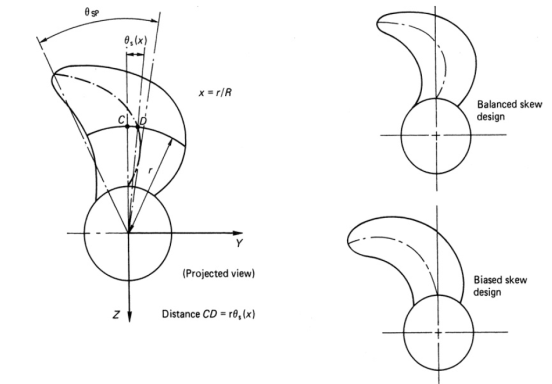 θSP
θs(x)
x = r/R
C
D
r
Y
(Projected view)
Z
Distance CD = rθs(x)
Balanced skew
design
Biased skew
design